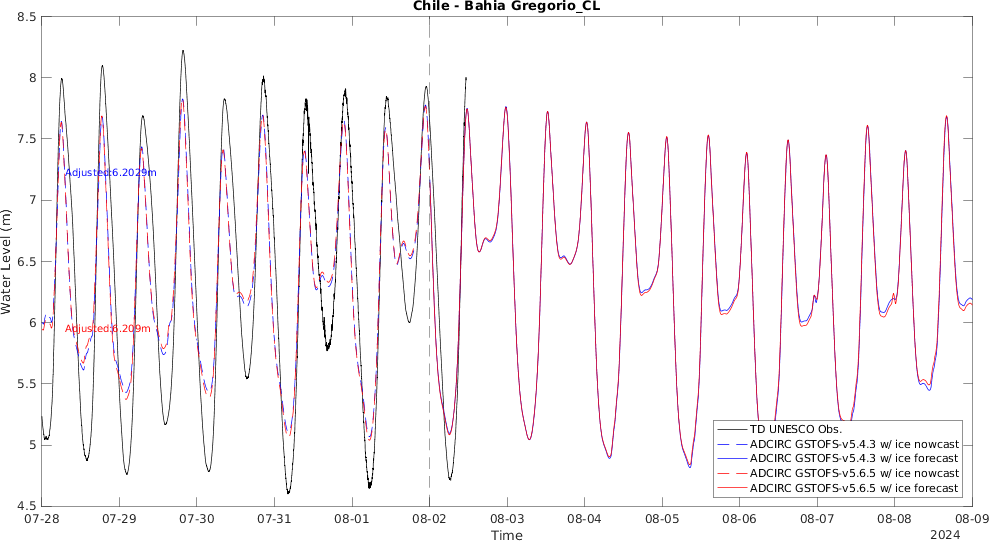 Chile - Bahia Gregorio_CL
8.5
8
7.5
7
6.5
6
5.5
5
4.5
Water Level (m)
Adjusted:6.2029m
Adjusted:6.209m
TD UNESCO Obs.
ADCIRC GSTOFS-v5.4.3 w/ ice nowcast
ADCIRC GSTOFS-v5.4.3 w/ ice forecast
ADCIRC GSTOFS-v5.6.5 w/ ice nowcast
ADCIRC GSTOFS-v5.6.5 w/ ice forecast
07-28 07-29 07-30 07-31 08-01 08-02 08-03 08-04 08-05 08-06 08-07 08-08 08-09
Time
2024